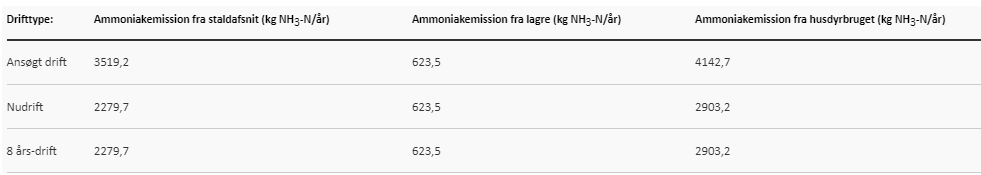 Drifttype: Ammoniakemission fra staldafsnit (kg NH3-N/år) Ammoniakemission fra lagre (kg NH3-N/år) Ammoniakemission fra husdyrbruget (kg NH3-N/år)
Ansøgt drift 3519,2 623,5 4142,7
Nudrift 2279,7 623,5 2903,2
8 års-drift 2279,7 623,5 2903,2